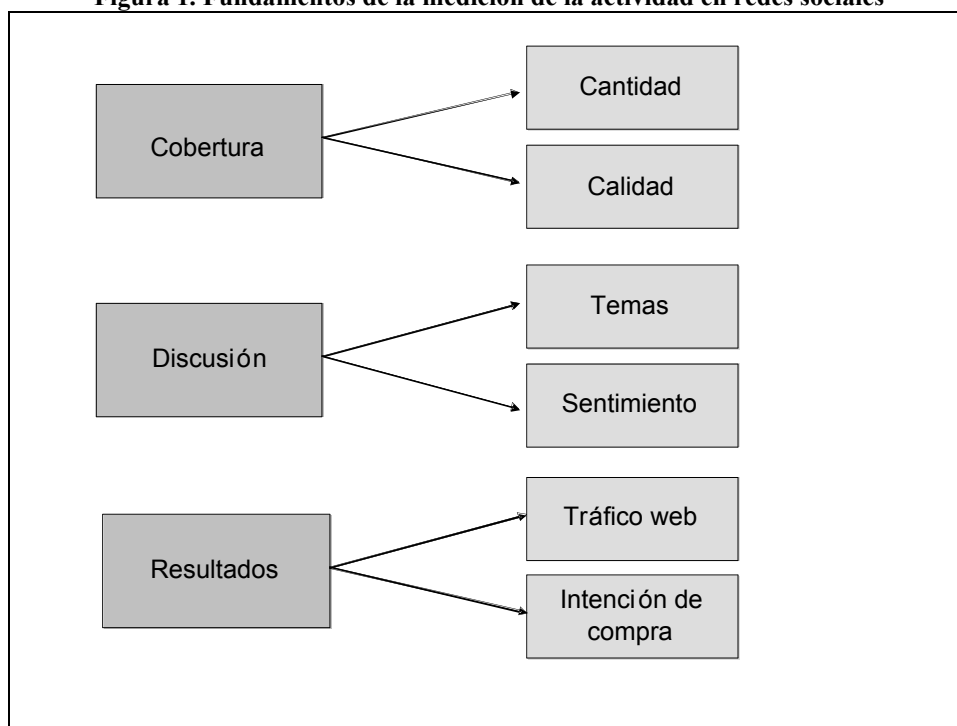 Figura 1. Fundamentos de la medición de la actividad en redes sociales
Cobertura
Cantidad
Calidad
Discusión
Temas
Sentimiento
Resultados
Tráfico web
Intención de
compra